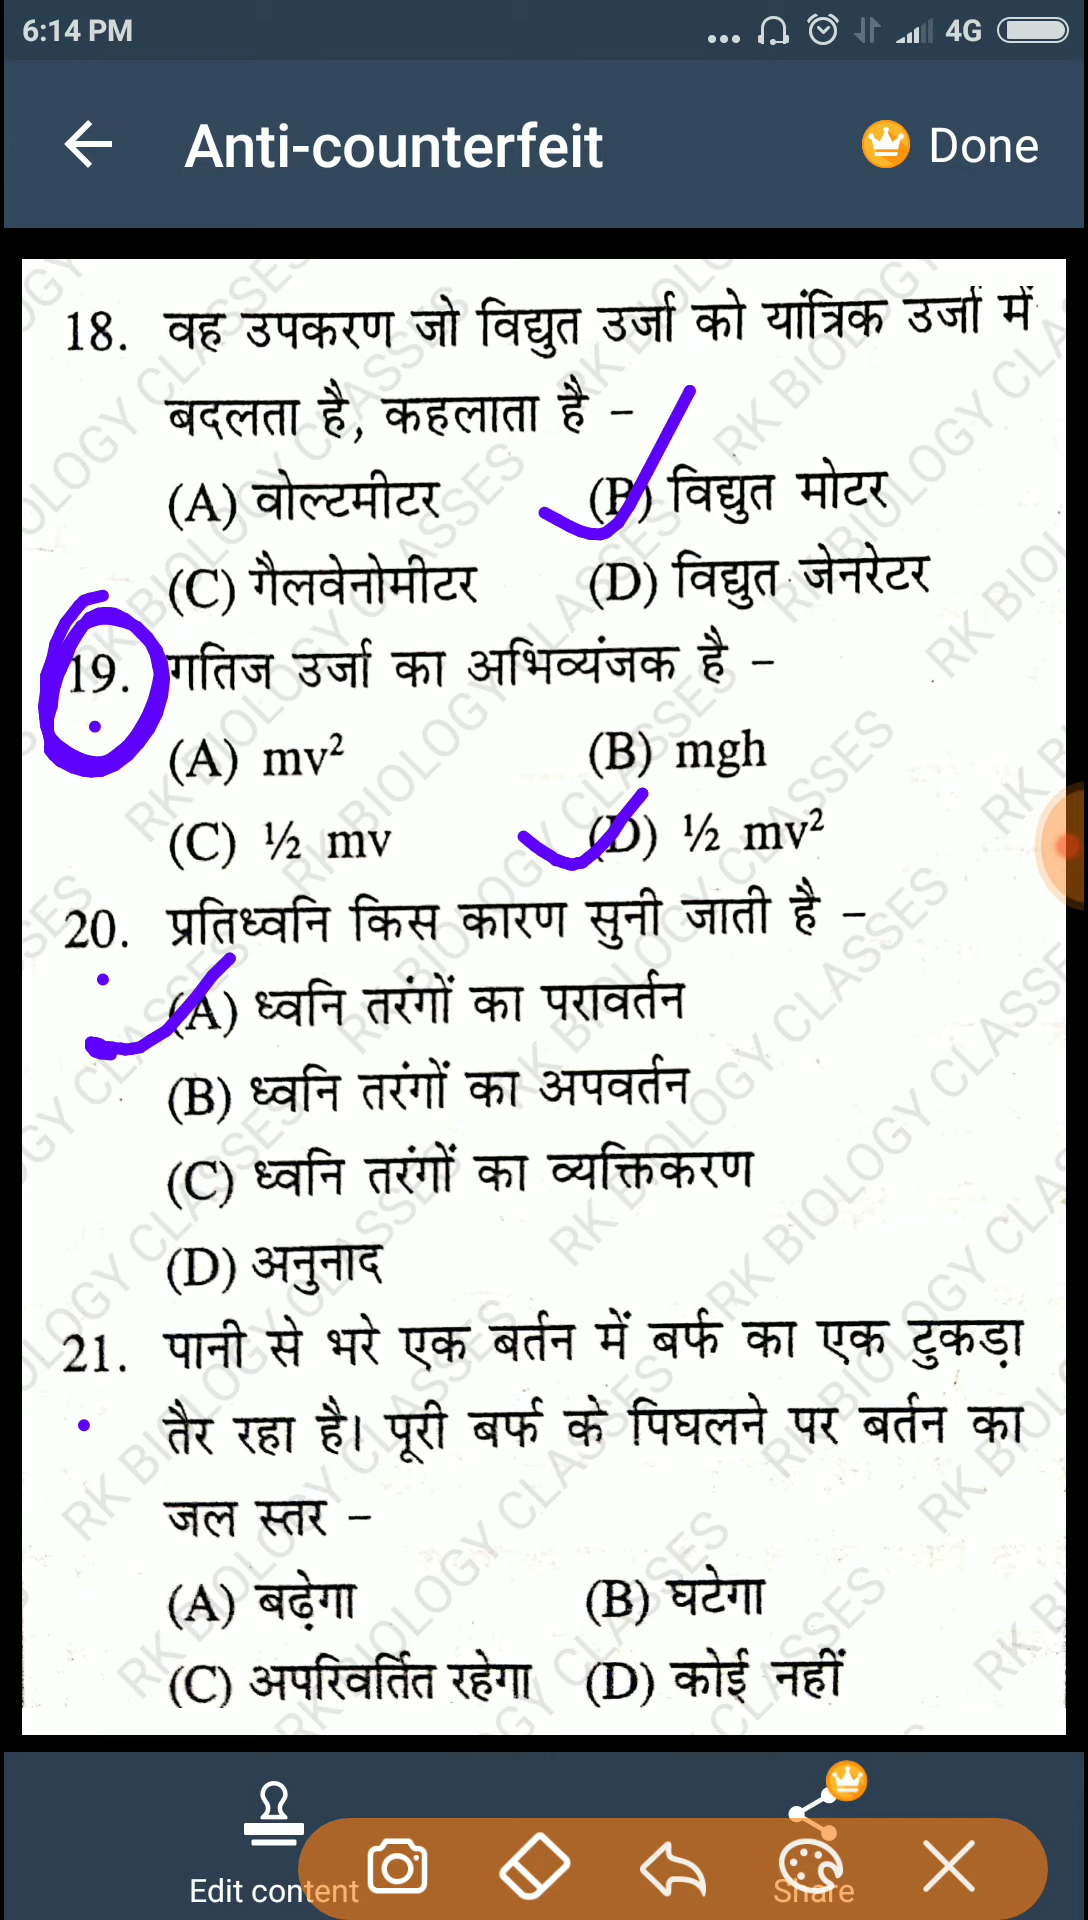 6:14 PM
4G
Anti-counterfeit
Done
18. वह उपकरण जो विद्युत उर्जा को यांत्रिक उर्जा में
बदलता है, कहलाता है –
(A) वोल्टमीटर (B) विद्युत मोटर
(C) गैलवेनोमीटर (D) विद्युत जेनरेटर
19. गतिज उर्जा का अभिव्यंजक है –
(A) mv² (B) mgh
(C) ½ mv (D) ½ mv²
20. प्रतिध्वनि किस कारण सुनी जाती है –
(A) ध्वनि तरंगों का परावर्तन
(B) ध्वनि तरंगों का अपवर्तन
(C) ध्वनि तरंगों का व्यक्तिकरण
(D) अनुनाद
21. पानी से भरे एक बर्तन में बर्फ का एक टुकड़ा
तैर रहा है। पूरी बर्फ के पिघलने पर बर्तन का
जल स्तर –
(A) बढ़ेगा (B) घटेगा
(C) अपरिवर्तित रहेगा (D) कोई नहीं
RK BIOLOGY CLASSES
Edit content
Share